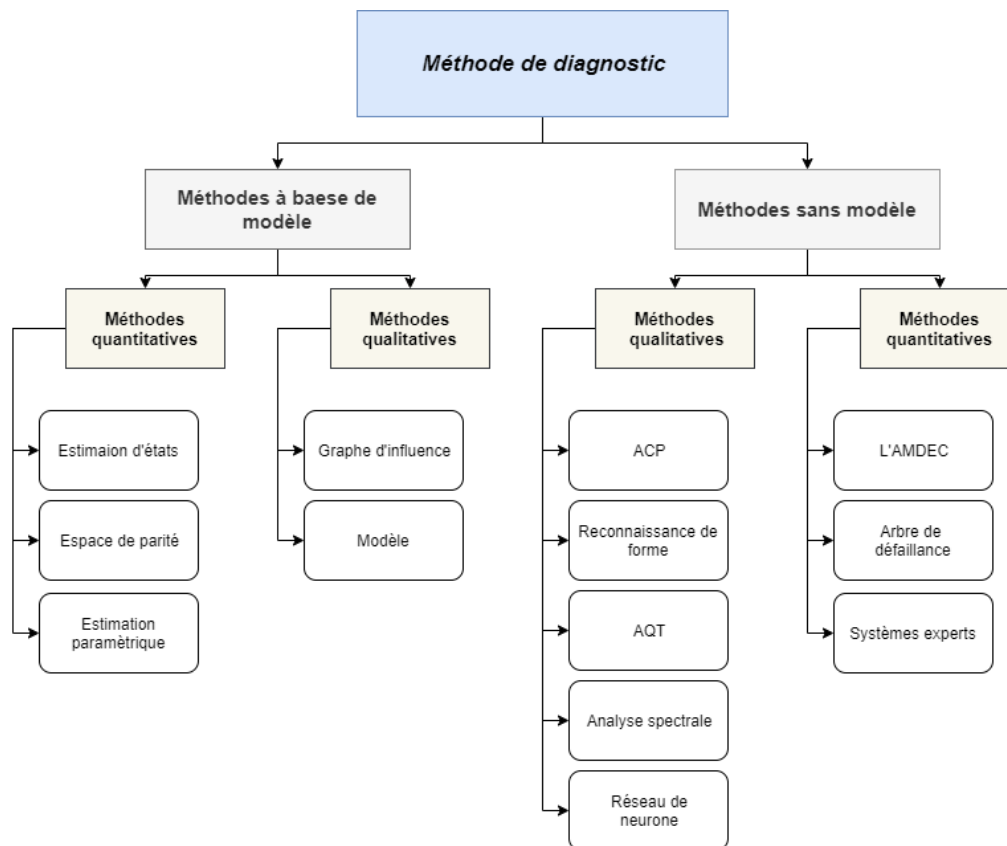 Méthode de diagnostic
Méthodes à baese de
modèle
Méthodes sans modèle
Méthodes
quantitatives
Méthodes
qualitatives
Méthodes
qualitatives
Méthodes
quantitatives
Estimaion d'états
Graphe d'influence
ACP
L'AMDEC
Espace de parité
Modèle
Reconnaissance de
forme
Arbre de
défaillance
Estimation
paramètrique
AQT
Systèmes experts
Analyse spectrale
Réseau de
neurone